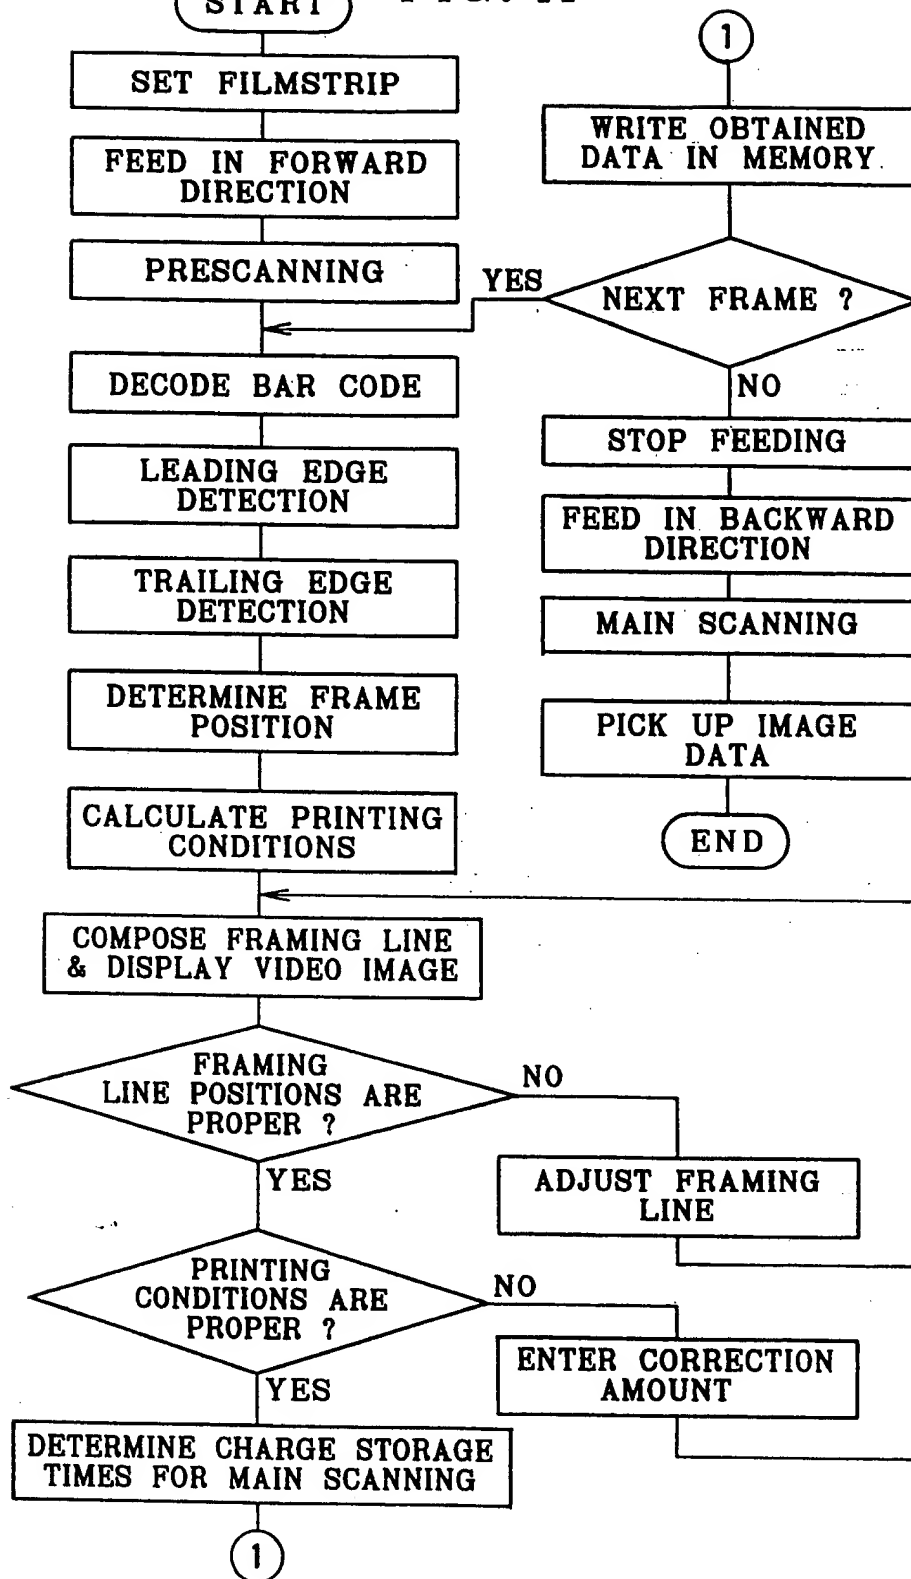 START
SET FILMSTRIP
FEED IN FORWARD
DIRECTION
PRESCANNING
DECODE BAR CODE
LEADING EDGE
DETECTION
TRAILING EDGE
DETECTION
DETERMINE FRAME
POSITION
CALCULATE PRINTING
CONDITIONS
COMPOSE FRAMING LINE
& DISPLAY VIDEO IMAGE
FRAMING
LINE POSITIONS ARE
PROPER ?
NO
YES
ADJUST FRAMING
LINE
PRINTING
CONDITIONS ARE
PROPER ?
NO
YES
ENTER CORRECTION
AMOUNT
DETERMINE CHARGE STORAGE
TIMES FOR MAIN SCANNING
1
1
WRITE OBTAINED
DATA IN MEMORY
NEXT FRAME ?
YES
NO
STOP FEEDING
FEED IN BACKWARD
DIRECTION
MAIN SCANNING
PICK UP IMAGE
DATA
END